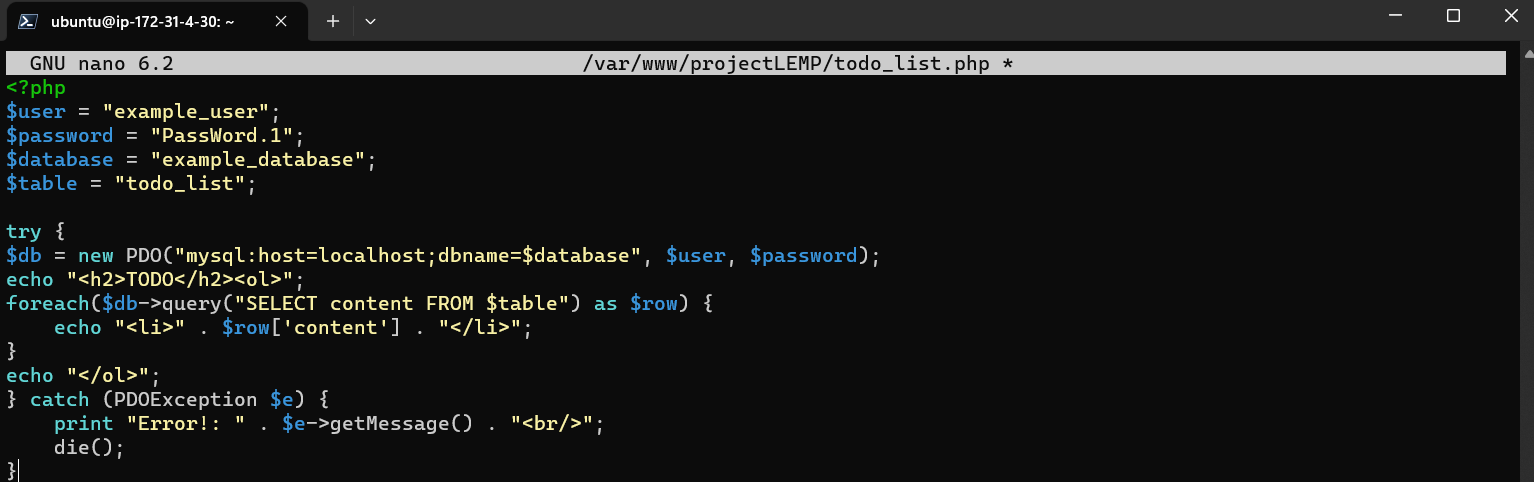 ubuntu@ip-172-31-4-30: ~
GNU nano 6.2 /var/www/projectLEMP/todo_list.php *
<?php
$user = "example_user";
$password = "PassWord.1";
$database = "example_database";
$table = "todo_list";

try {
$db = new PDO("mysql:host=localhost;dbname=$database", $user, $password);
echo "<h2>TODO</h2><ol>";
foreach($db->query("SELECT content FROM $table") as $row) {
    echo "<li>" . $row['content'] . "</li>";
}
echo "</ol>";
} catch (PDOException $e) {
    print "Error!: " . $e->getMessage() . "<br/>";
    die();
}